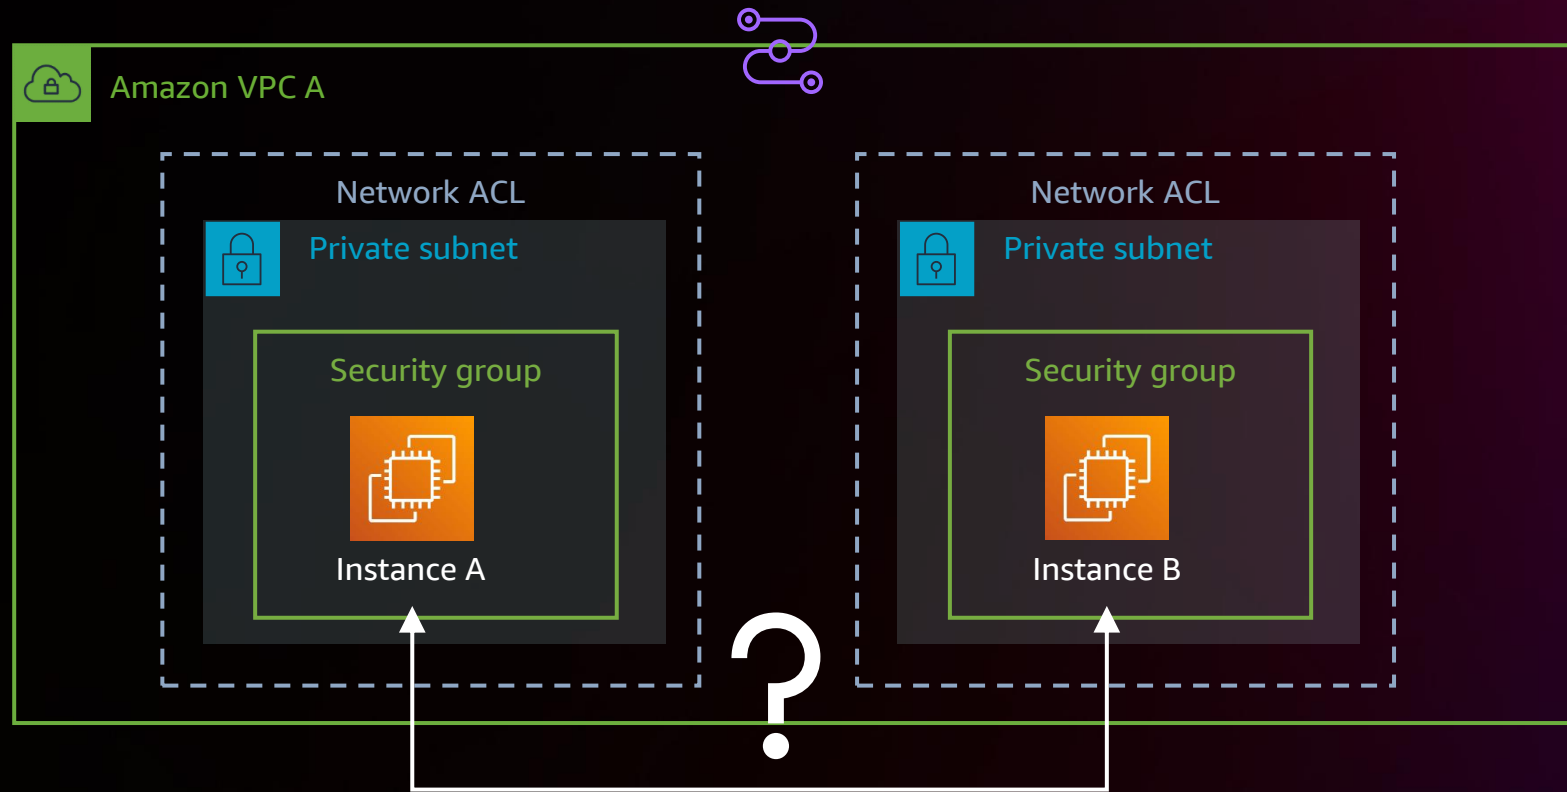 Amazon VPC A
Network ACL
Private subnet
Security group
Instance A
Network ACL
Private subnet
Security group
Instance B
?